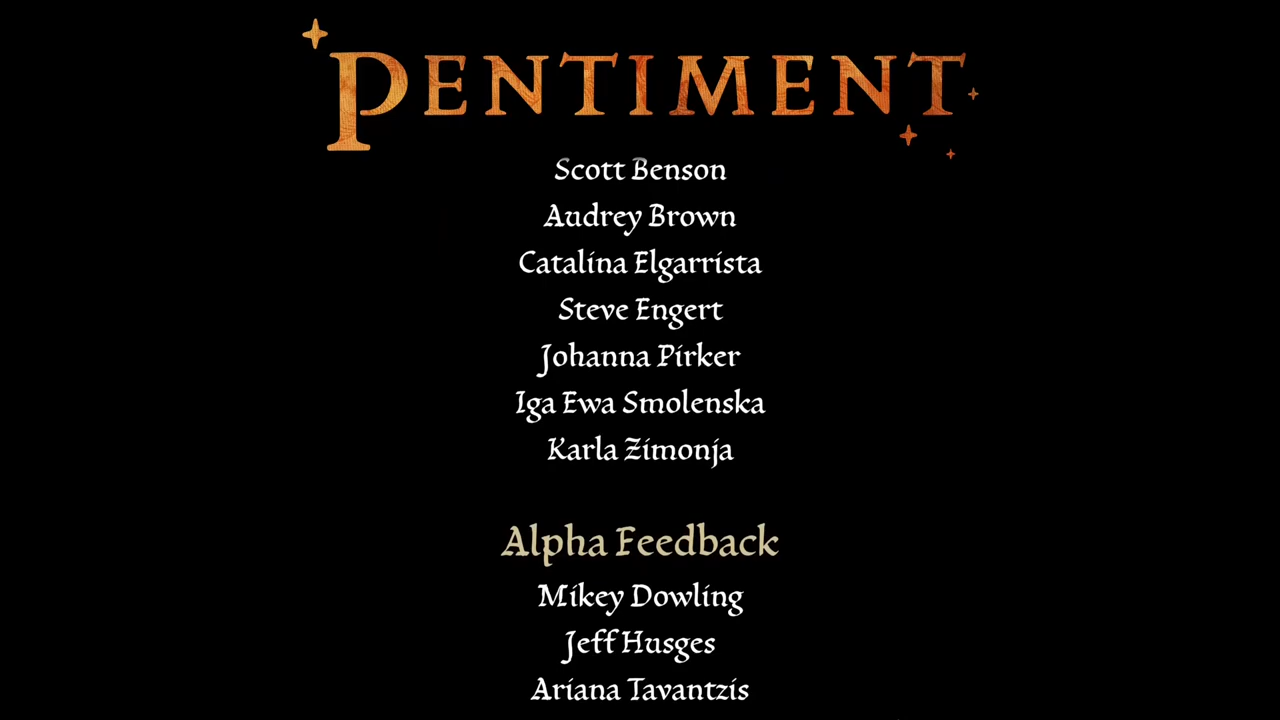 PENTIMENT
Scott Benson
Audrey Brown
Catalina Elgarrista
Steve Engert
Johanna Pirker
Iga Ewa Smolenska
Karla Zimonja
Alpha Feedback
Mikey Dowling
Jeff Husges
Ariana Tavantzis